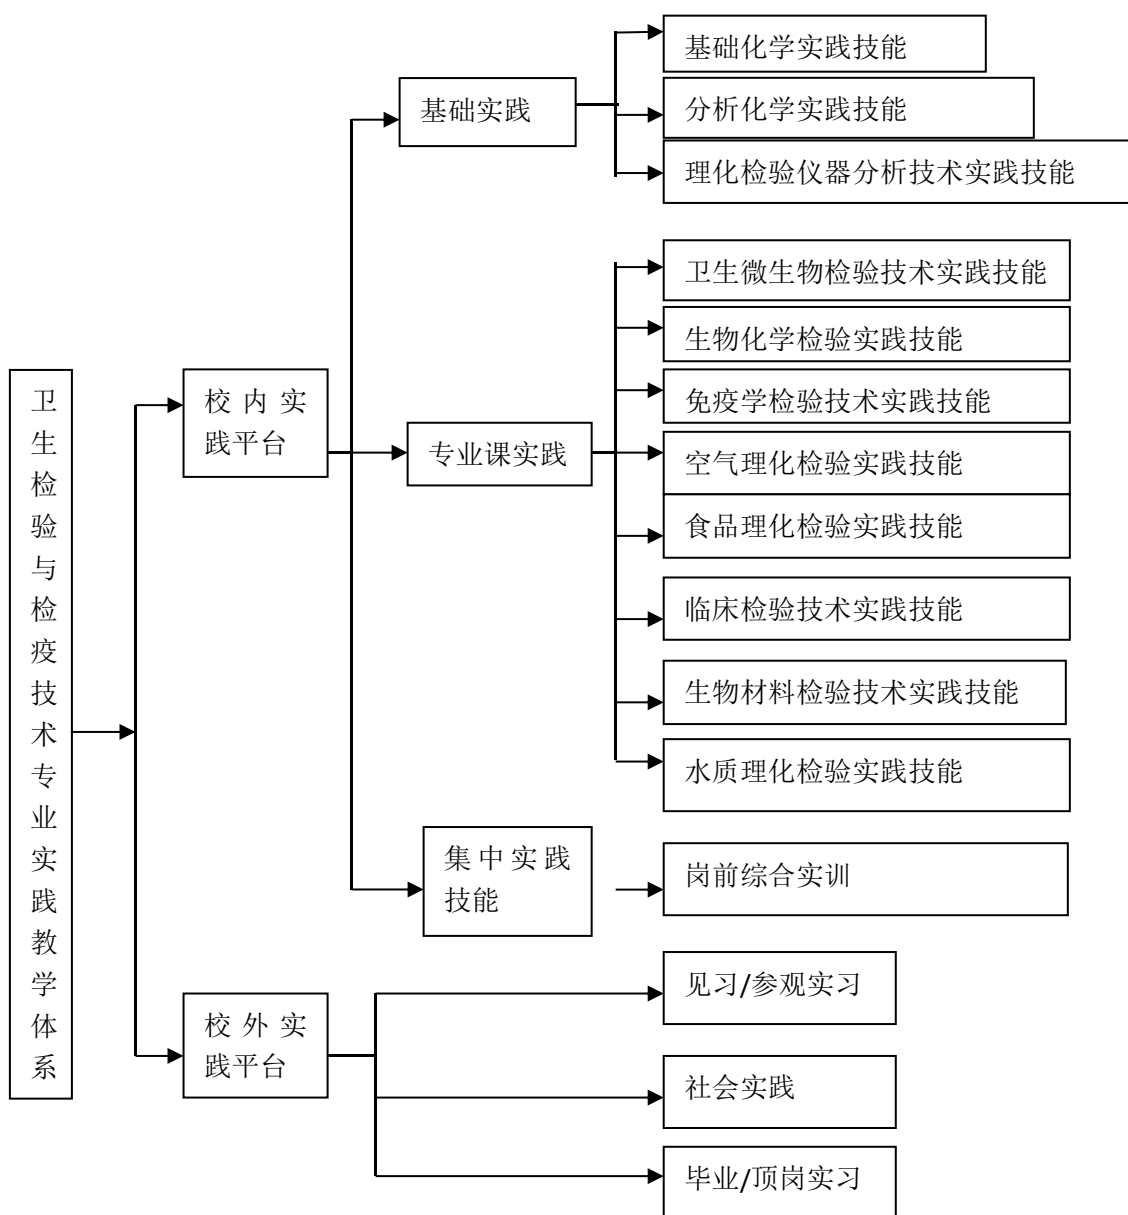 卫生检验与检疫技术专业实践教学体系
校内实
践平台
基础实践
基础化学实践技能
分析化学实践技能
理化检验仪器分析技术实践技能
专业课实践
卫生微生物检验技术实践技能
生物化学检验实践技能
免疫学检验技术实践技能
空气理化检验实践技能
食品理化检验实践技能
临床检验技术实践技能
生物材料检验技术实践技能
水质理化检验实践技能
集中实践
技能
岗前综合实训
校外实
践平台
见习/参观实习
社会实践
毕业/顶岗实习